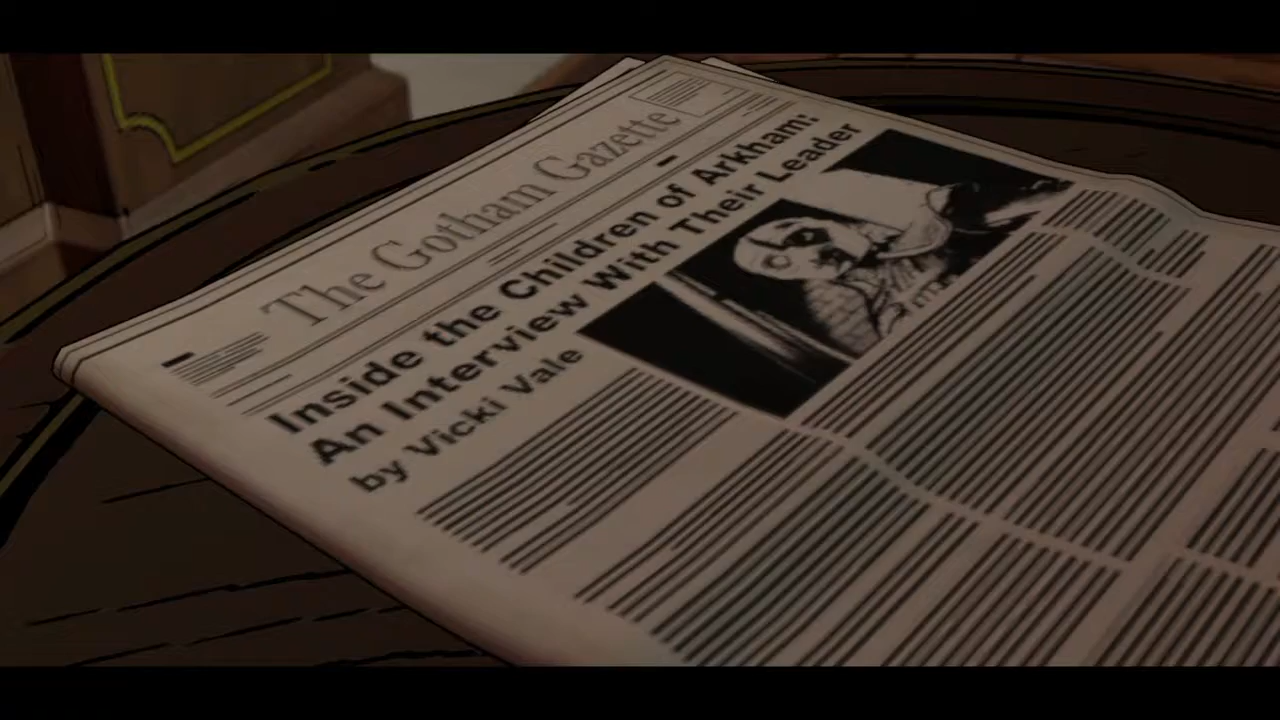 The Gotham Gazette
Inside the Children of Arkham:
An Interview With Their Leader
by Vicki Vale